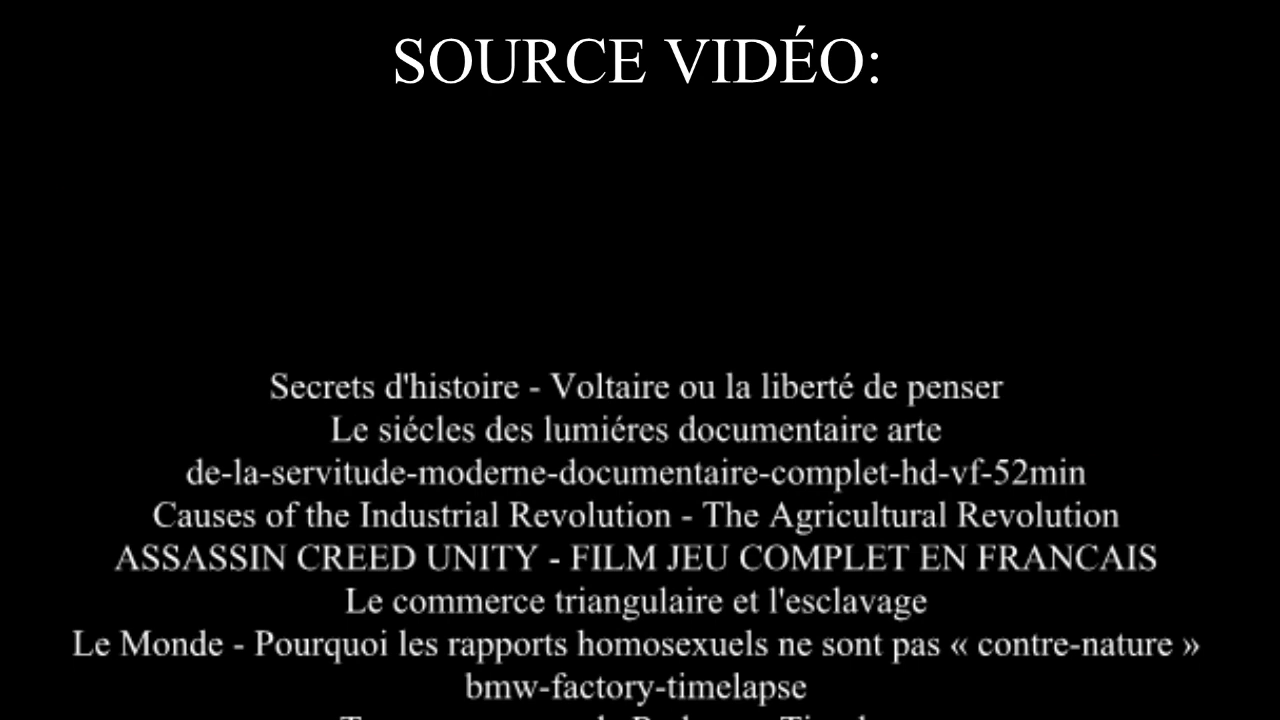 SOURCE VIDÉO:
Secrets d'histoire - Voltaire ou la liberté de penser
Le siécles des lumiéres documentaire arte
de-la-servitude-moderne-documentaire-complet-hd-vf-52min
Causes of the Industrial Revolution - The Agricultural Revolution
ASSASSIN CREED UNITY - FILM JEU COMPLET EN FRANCAIS
Le commerce triangulaire et l'esclavage
Le Monde - Pourquoi les rapports homosexuels ne sont pas « contre-nature »
bmw-factory-timelapse